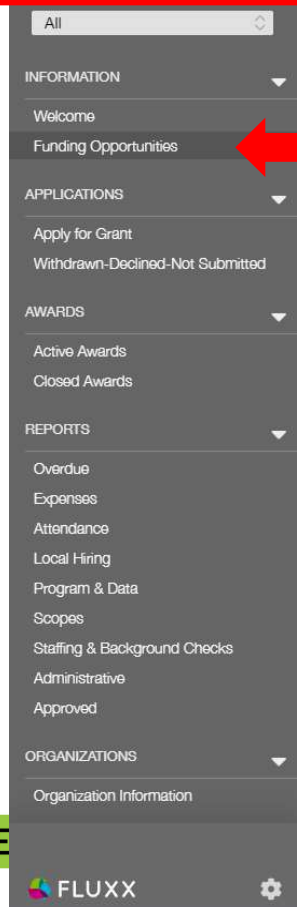 All
INFORMATION
Welcome
Funding Opportunities
APPLICATIONS
Apply for Grant
Withdrawn-Declined-Not Submitted
AWARDS
Active Awards
Closed Awards
REPORTS
Overdue
Expenses
Attendance
Local Hiring
Program & Data
Scopes
Staffing & Background Checks
Administrative
Approved
ORGANIZATIONS
Organization Information
E
FLUXX